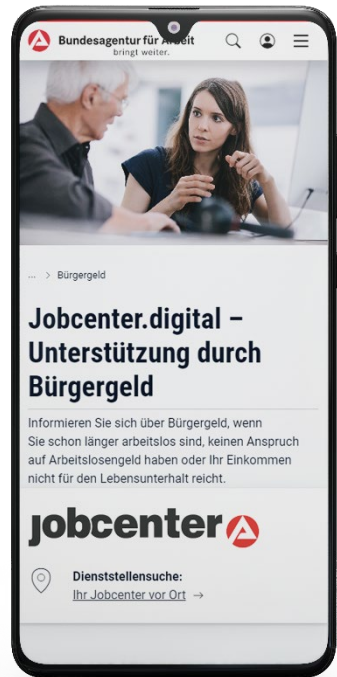 Bundesagentur für Arbeit
bringt weiter.
... > Bürgergeld
Jobcenter.digital –
Unterstützung durch
Bürgergeld
Informieren Sie sich über Bürgergeld, wenn
Sie schon länger arbeitslos sind, keinen Anspruch
auf Arbeitslosengeld haben oder Ihr Einkommen
nicht für den Lebensunterhalt reicht.
jobcenter
Dienststellensuche:
Ihr Jobcenter vor Ort →